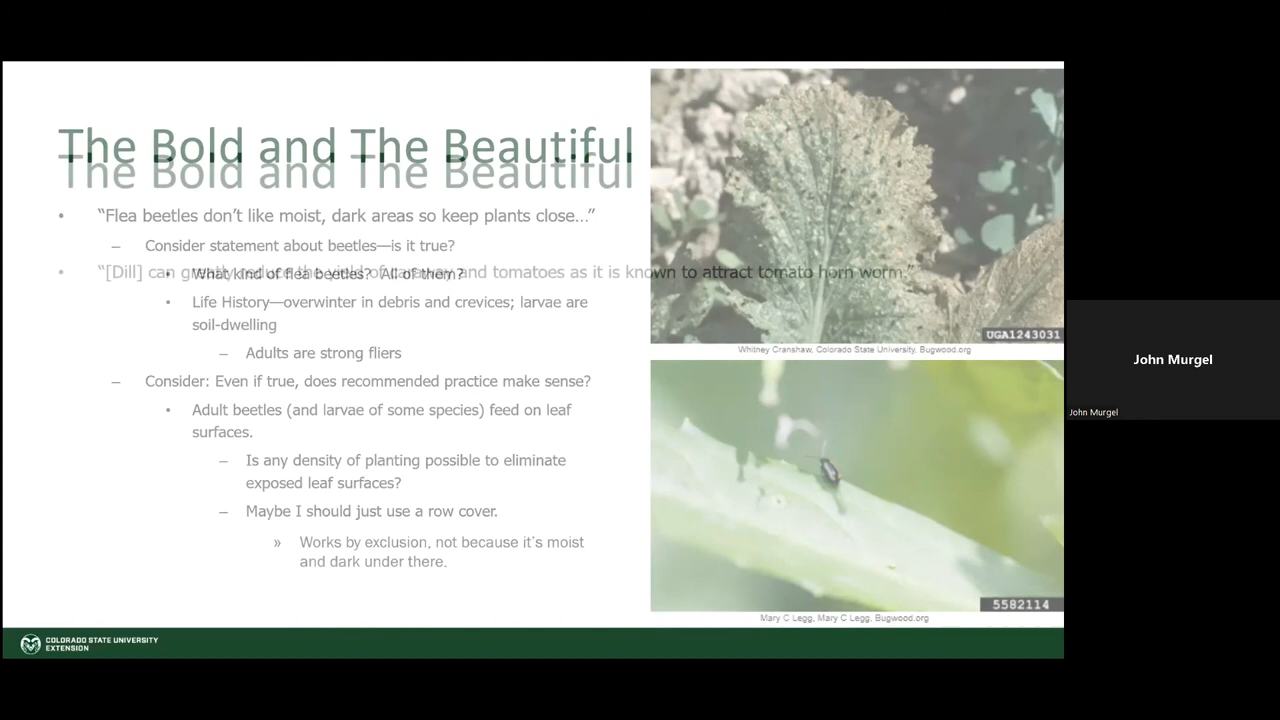 The Bold and The Beautiful
The Bold and The Beautiful
• “Flea beetles don’t like moist, dark areas so keep plants close…”
– Consider statement about beetles—is it true?
• What kind of flea beetles? All of them?
• “[Dill] can greatly reduce the yield of and tomatoes as it is known to attract tomato horn worm.”
• Life History—overwinter in debris and crevices; larvae are
soil-dwelling
– Adults are strong fliers
– Consider: Even if true, does recommended practice make sense?
• Adult beetles (and larvae of some species) feed on leaf
surfaces.
– Is any density of planting possible to eliminate
exposed leaf surfaces?
– Maybe I should just use a row cover.
» Works by exclusion, not because it’s moist
and dark under there.
UGA1243031
Whitney Cranshaw, Colorado State University, Bugwood.org
5582114
Mary C Legg, Mary C Legg, Bugwood.org
COLORADO STATE UNIVERSITY
EXTENSION
John Murgel
John Murgel